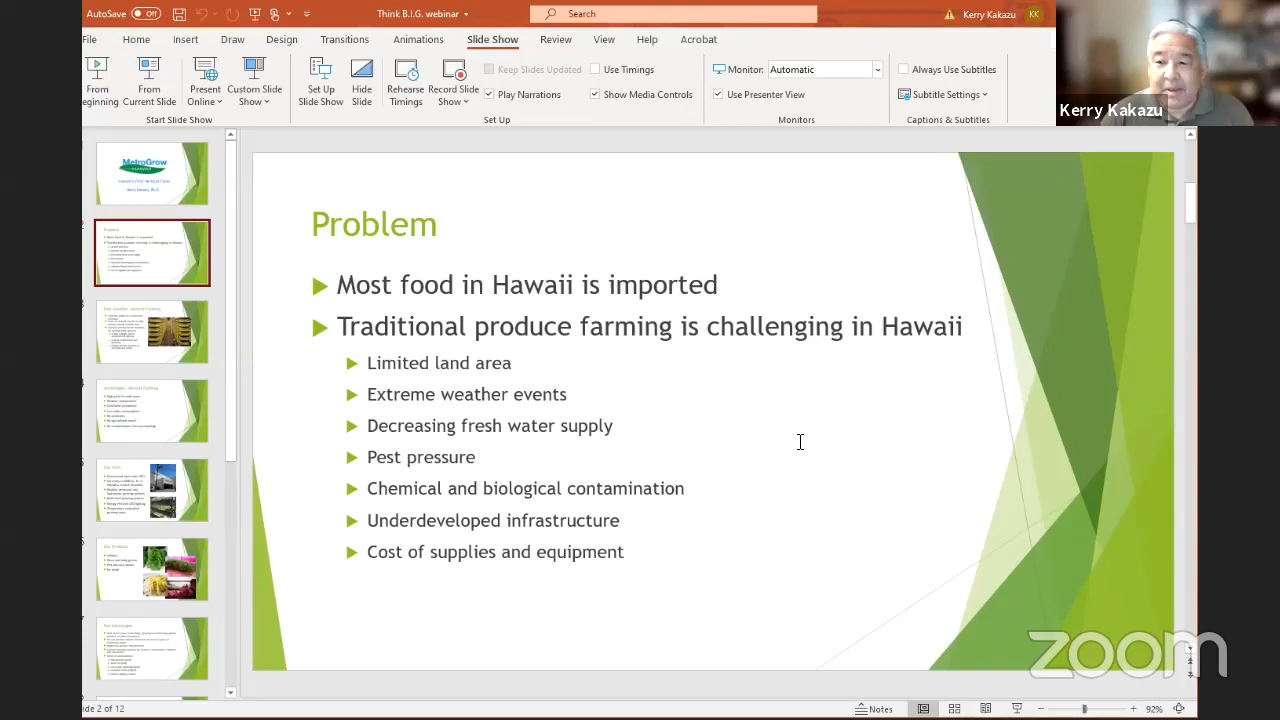 AutoSave Off
Think B.I.G. webinar
Search
Kerry Kakazu KK
File Home Insert Draw Design Transitions Animations Slide Show Review View Help Acrobat
From Beginning
From Current Slide
Present Online
Custom Slide Show
Start Slide Show
Set Up Slide Show
Hide Slide
Rehearse Timings
Record Slide Show
Keep Slides Updated
Play Narrations
Use Timings
Show Media Controls
Set Up
Monitor: Automatic
Use Presenter View
Monitors
Always Use Subtitles
Subtitle Settings
Captions & Subtitles
Kerry Kakazu
MetroGrow
Problem
Most food in Hawaii is imported
Traditional produce farming is challenging in Hawaii
Limited land area
Extreme weather events
Decreasing fresh water supply
Pest pressure
Chemical and biological contamination
Underdeveloped infrastructure
Cost of supplies and equipment
zoom
lide 2 of 12
Notes
92%